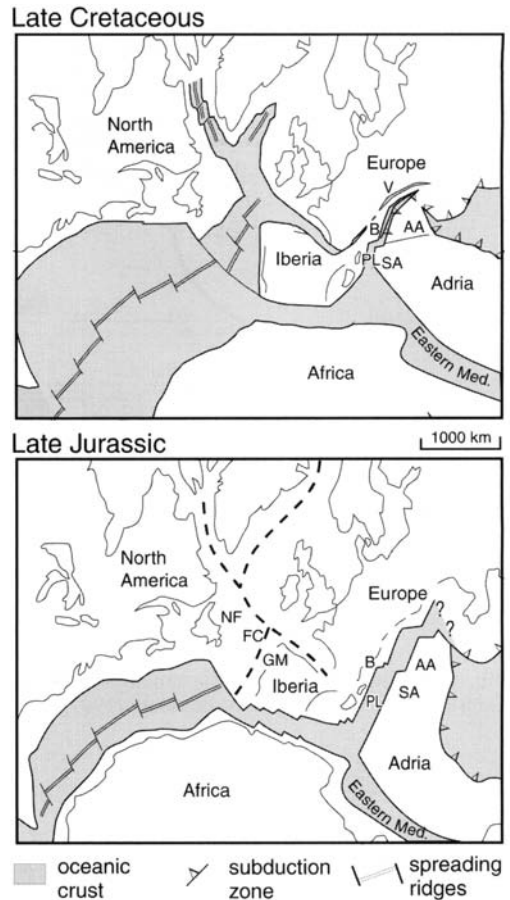 Late Cretaceous
North
America
Europe
V
B
AA
Iberia
PL
SA
Adria
Africa
Eastern Med.
Late Jurassic
1000 km
North
America
Europe
?
?
NF
FC
B
AA
GM
Iberia
PL
SA
Adria
Africa
Eastern Med.
oceanic
crust
subduction
zone
spreading
ridges